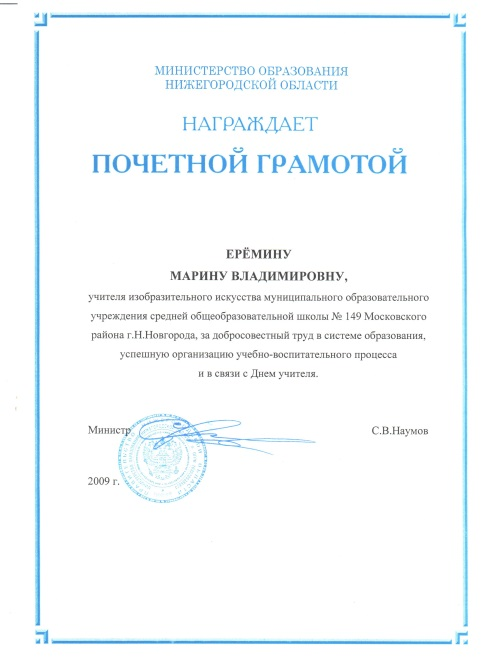 МИНИСТЕРСТВО ОБРАЗОВАНИЯ
НИЖЕГОРОДСКОЙ ОБЛАСТИ
НАГРАЖДАЕТ
ПОЧЕТНОЙ ГРАМОТОЙ
ЕРЁМИНУ
МАРИНУ ВЛАДИМИРОВНУ,
учителя изобразительного искусства муниципального образовательного
учреждения средней общеобразовательной школы № 149 Московского
района г.Н.Новгорода, за добросовестный труд в системе образования,
успешную организацию учебно-воспитательного процесса
и в связи с Днем учителя.
Министр С.В.Наумов
2009 г.